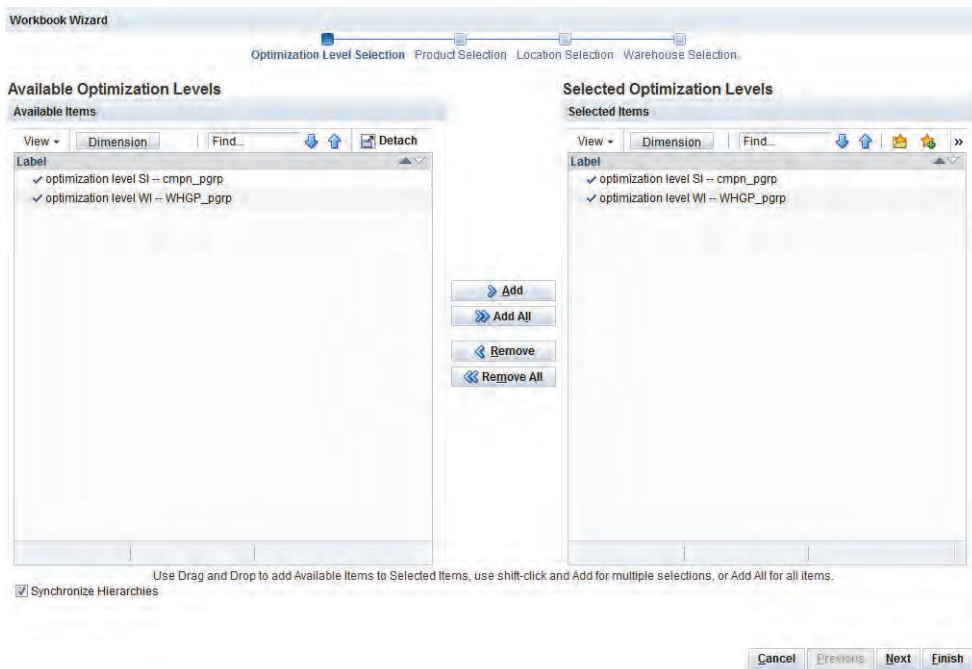 Workbook Wizard
Optimization Level Selection Product Selection Location Selection Warehouse Selection
Available Optimization Levels
Available Items
View Dimension Find... Detach
Label
optimization level SI -- cmpn_pgrp
optimization level WI -- WHGP_pgrp
Add
Add All
Remove
Remove All
Selected Optimization Levels
Selected Items
View Dimension Find... »
Label
optimization level SI -- cmpn_pgrp
optimization level WI -- WHGP_pgrp
Use Drag and Drop to add Available Items to Selected Items, use shift-click and Add for multiple selections, or Add All for all items.
Synchronize Hierarchies
Cancel Previous Next Finish